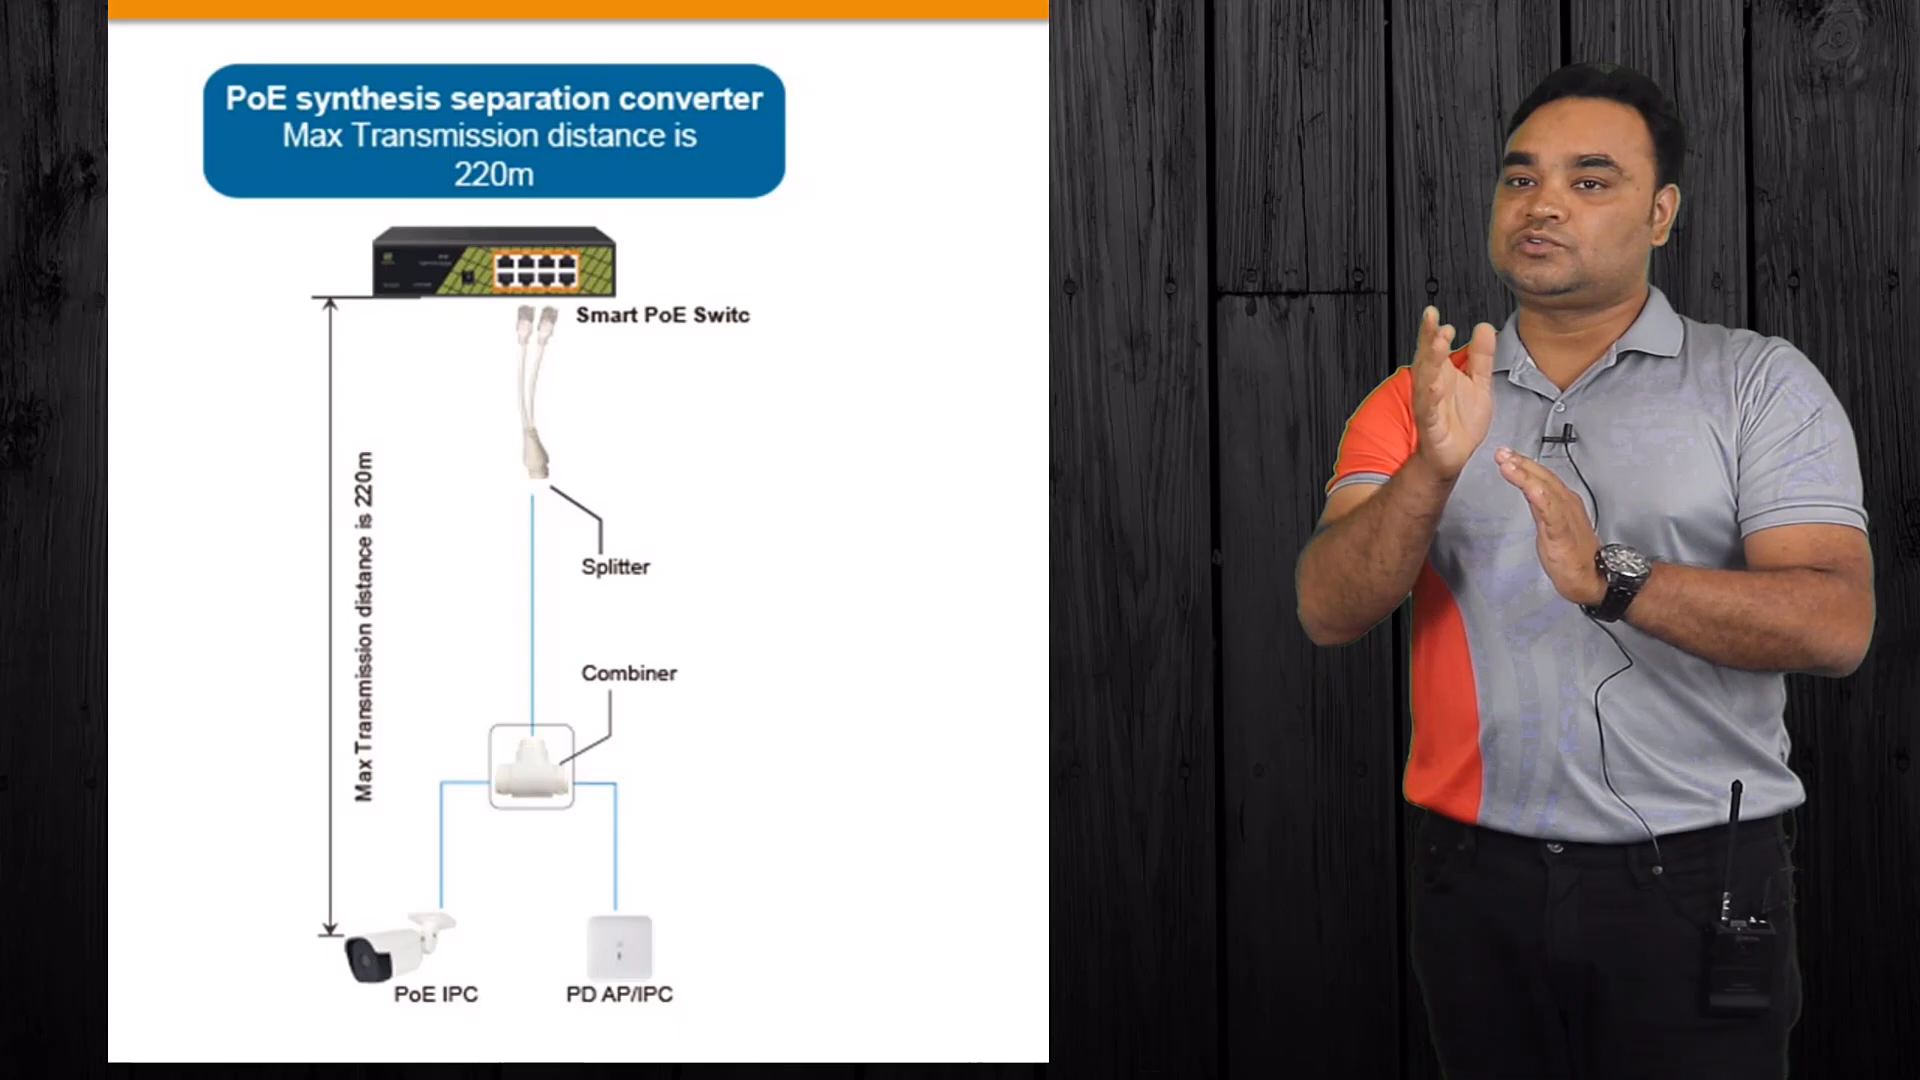 PoE synthesis separation converter
Max Transmission distance is
220m
Smart PoE Switc
Max Transmission distance is 220m
Splitter
Combiner
PoE IPC
PD AP/IPC